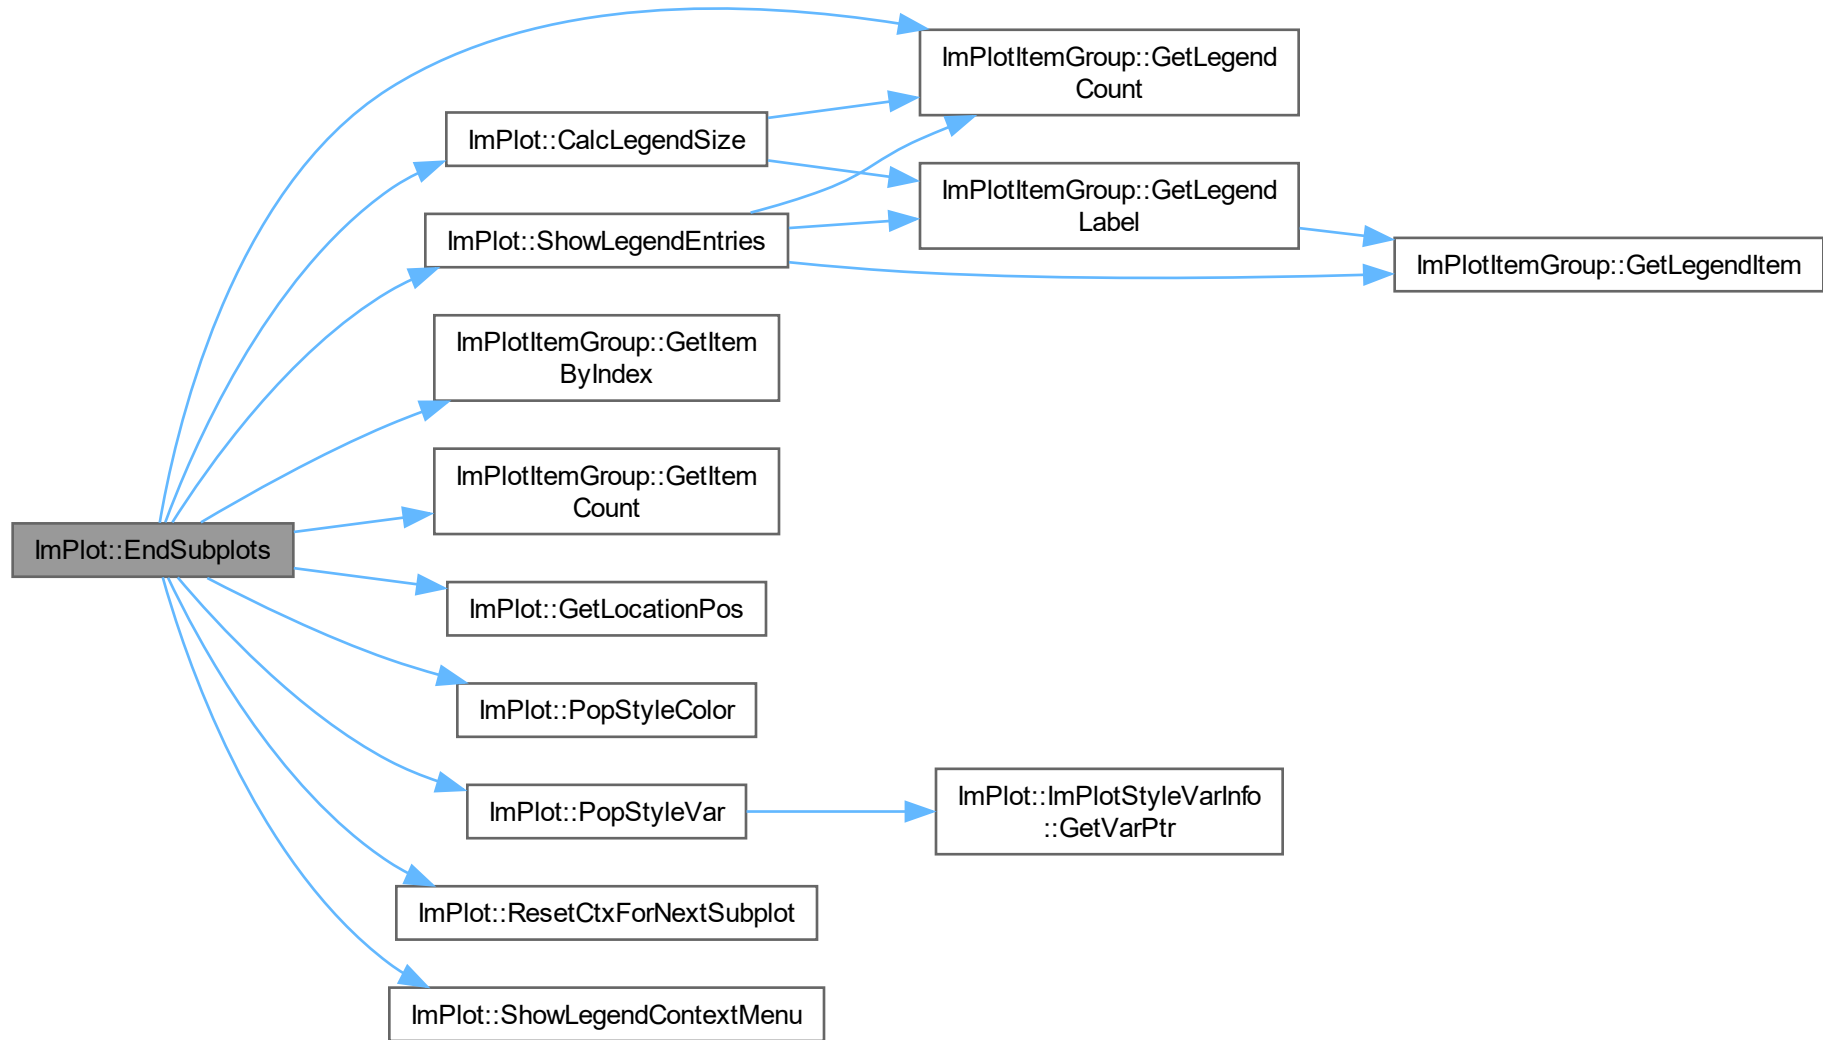 ImPlotItemGroup::GetLegend
Count
ImPlot::CalcLegendSize
ImPlotItemGroup::GetLegend
Label
ImPlot::ShowLegendEntries
ImPlotItemGroup::GetLegendItem
ImPlotItemGroup::GetItem
ByIndex
ImPlotItemGroup::GetItem
Count
ImPlot::EndSubplots
ImPlot::GetLocationPos
ImPlot::PopStyleColor
ImPlot::PopStyleVar
ImPlot::ImPlotStyleVarInfo
::GetVarPtr
ImPlot::ResetCtxForNextSubplot
ImPlot::ShowLegendContextMenu